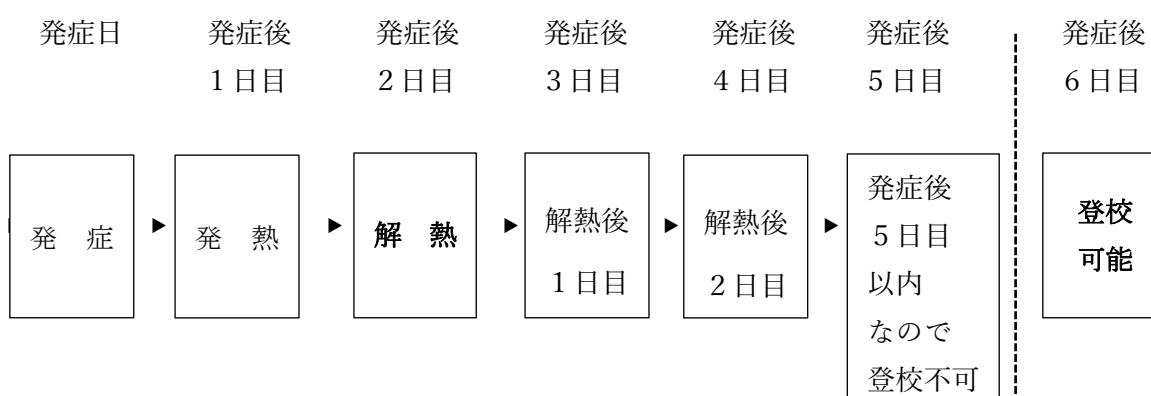 発症日
発症後
1日目
発症後
2日目
発症後
3日目
発症後
4日目
発症後
5日目
発症後
6日目
発 症
発 熱
解 熱
解熱後
1日目
解熱後
2日目
発症後
5日目
以内
なので
登校不可
登校
可能